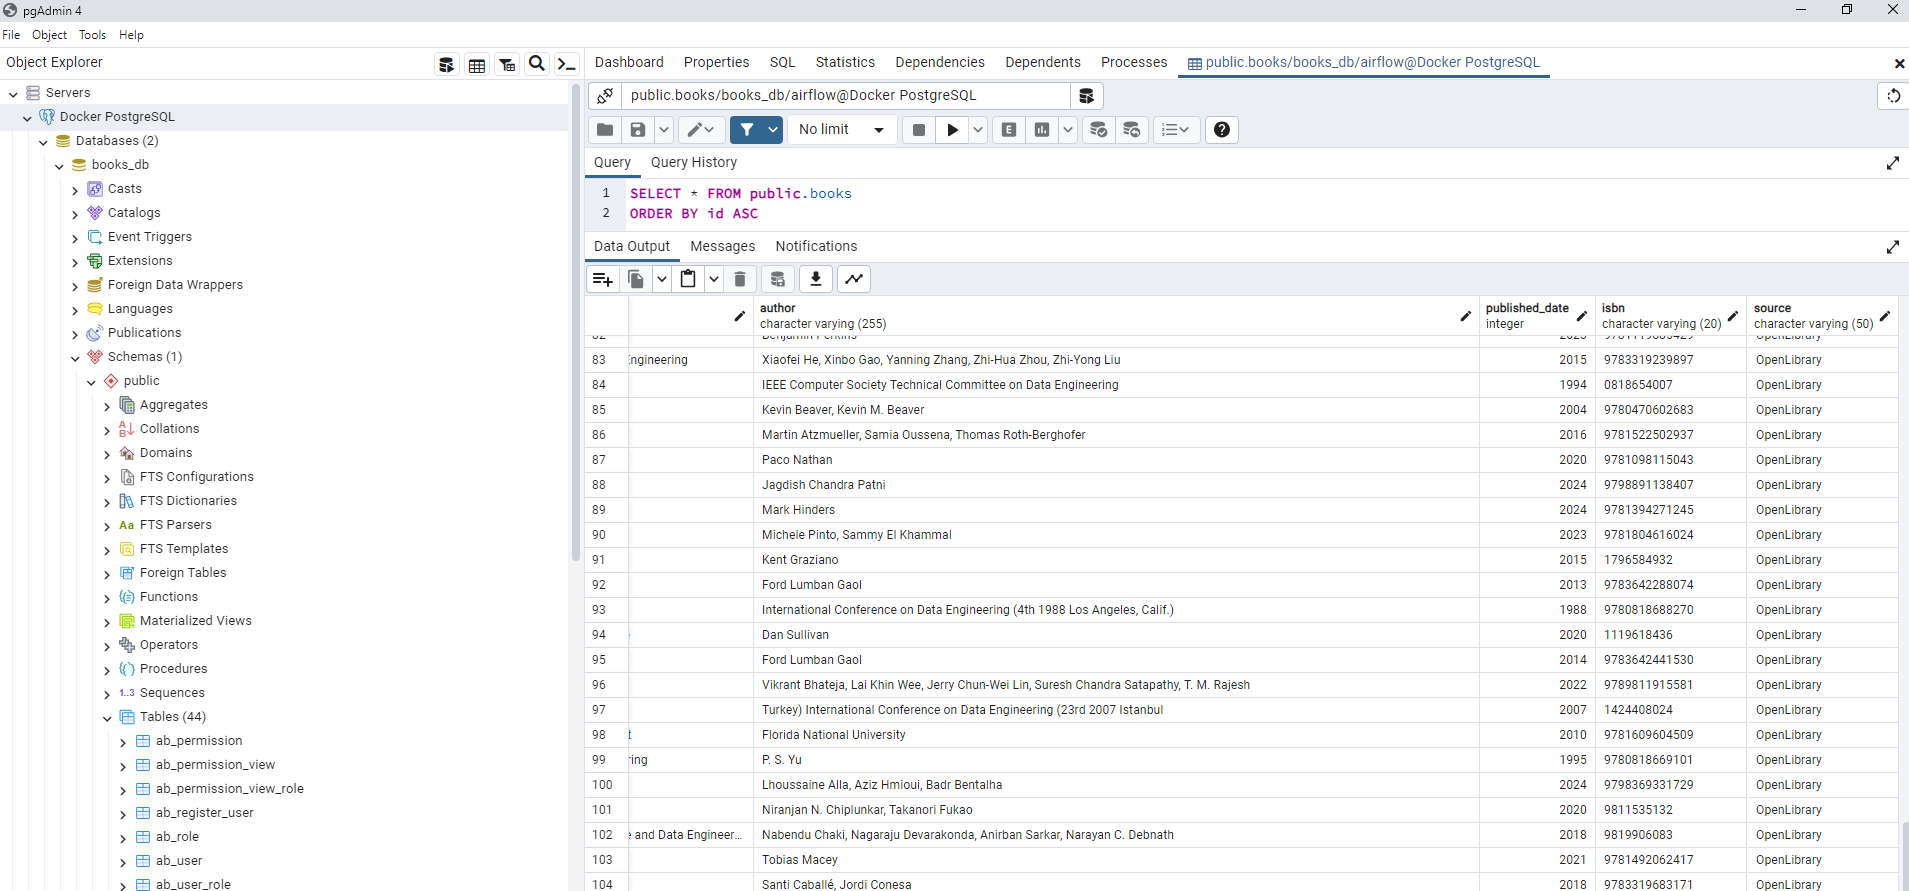 pgAdmin 4
File Object Tools Help
Object Explorer
Servers
Docker PostgreSQL
Databases (2)
books_db
Casts
Catalogs
Event Triggers
Extensions
Foreign Data Wrappers
Languages
Publications
Schemas (1)
public
Aggregates
Collations
Domains
FTS Configurations
FTS Dictionaries
Aa FTS Parsers
FTS Templates
Foreign Tables
Functions
Materialized Views
Operators
Procedures
1..3 Sequences
Tables (44)
ab_permission
ab_permission_view
ab_permission_view_role
ab_register_user
ab_role
ab_user
ab_user_role
Dashboard Properties SQL Statistics Dependencies Dependents Processes public.books/books_db/airflow@Docker PostgreSQL
public.books/books_db/airflow@Docker PostgreSQL
No limit
Query Query History
1 SELECT * FROM public.books
2 ORDER BY id ASC
Data Output Messages Notifications
author published_date isbn source
character varying (255) integer character varying (20) character varying (50)
82 Benjamin Perkins 2023 OpenLibrary
83 Engineering Xiaofei He, Xinbo Gao, Yanning Zhang, Zhi-Hua Zhou, Zhi-Yong Liu 2015 9783319239897 OpenLibrary
84 IEEE Computer Society Technical Committee on Data Engineering 1994 0818654007 OpenLibrary
85 Kevin Beaver, Kevin M. Beaver 2004 9780470602683 OpenLibrary
86 Martin Atzmueller, Samia Oussena, Thomas Roth-Berghofer 2016 9781522502937 OpenLibrary
87 Paco Nathan 2020 9781098115043 OpenLibrary
88 Jagdish Chandra Patni 2024 9798891138407 OpenLibrary
89 Mark Hinders 2024 9781394271245 OpenLibrary
90 Michele Pinto, Sammy El Khammal 2023 9781804616024 OpenLibrary
91 Kent Graziano 2015 1796584932 OpenLibrary
92 Ford Lumban Gaol 2013 9783642288074 OpenLibrary
93 International Conference on Data Engineering (4th 1988 Los Angeles, Calif.) 1988 9780818688270 OpenLibrary
94 Dan Sullivan 2020 1119618436 OpenLibrary
95 Ford Lumban Gaol 2014 9783642441530 OpenLibrary
96 Vikrant Bhateja, Lai Khin Wee, Jerry Chun-Wei Lin, Suresh Chandra Satapathy, T. M. Rajesh 2022 9789811915581 OpenLibrary
97 Turkey) International Conference on Data Engineering (23rd 2007 Istanbul 2007 1424408024 OpenLibrary
98 t Florida National University 2010 9781609604509 OpenLibrary
99 ring P. S. Yu 1995 9780818669101 OpenLibrary
100 Lhoussaine Alla, Aziz Hmioui, Badr Bentalha 2024 9798369331729 OpenLibrary
101 Niranjan N. Chiplunkar, Takanori Fukao 2020 9811535132 OpenLibrary
102 e and Data Engineer... Nabendu Chaki, Nagaraju Devarakonda, Anirban Sarkar, Narayan C. Debnath 2018 9819906083 OpenLibrary
103 Tobias Macey 2021 9781492062417 OpenLibrary
104 Santi Caballé, Jordi Conesa 2018 9783319683171 OpenLibrary